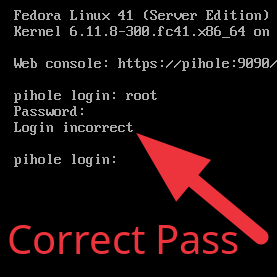 Fedora Linux 41 (Server Edition)
Kernel 6.11.8-300.fc41.x86_64 on
Web console: https://pihole:9090/
pihole login: root
Password:
Login incorrect
pihole login:
Correct Pass